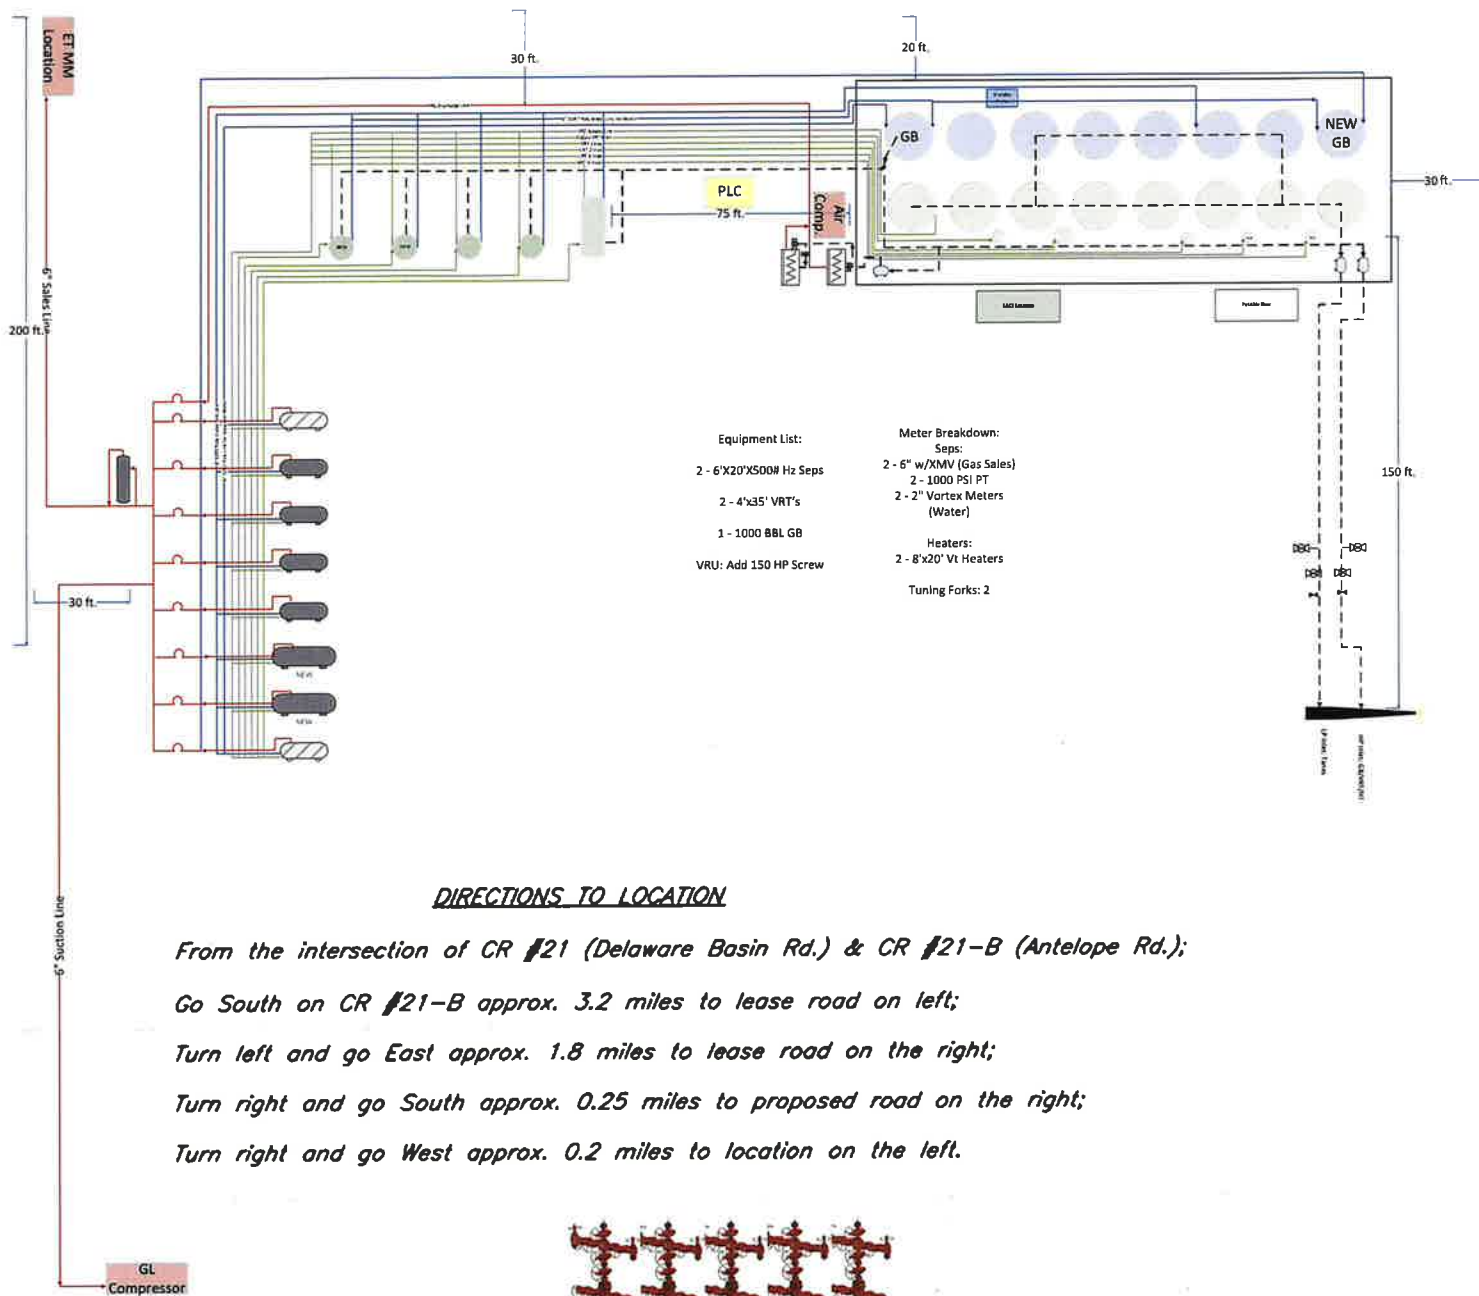 ET MM
Location
30 ft.
20 ft.
GB
NEW
GB
30 ft.
PLC
75 ft.
Air
Comp.
6" Sales Line
200 ft.
150 ft.
Equipment List:
2 - 6'X20'X500# Hz Seps
2 - 4'x35' VRT's
1 - 1000 BBL GB
VRU: Add 150 HP Screw
Meter Breakdown:
Seps:
2 - 6" w/XMV (Gas Sales)
2 - 1000 PSI PT
2 - 2" Vortex Meters
(Water)
Heaters:
2 - 8'x20' Vt Heaters
Tuning Forks: 2
30 ft.
NEW
NEW
6" Suction Line
DIRECTIONS TO LOCATION
From the intersection of CR #21 (Delaware Basin Rd.) & CR #21-B (Antelope Rd.);
Go South on CR #21-B approx. 3.2 miles to lease road on left;
Turn left and go East approx. 1.8 miles to lease road on the right;
Turn right and go South approx. 0.25 miles to proposed road on the right;
Turn right and go West approx. 0.2 miles to location on the left.
GL
Compressor